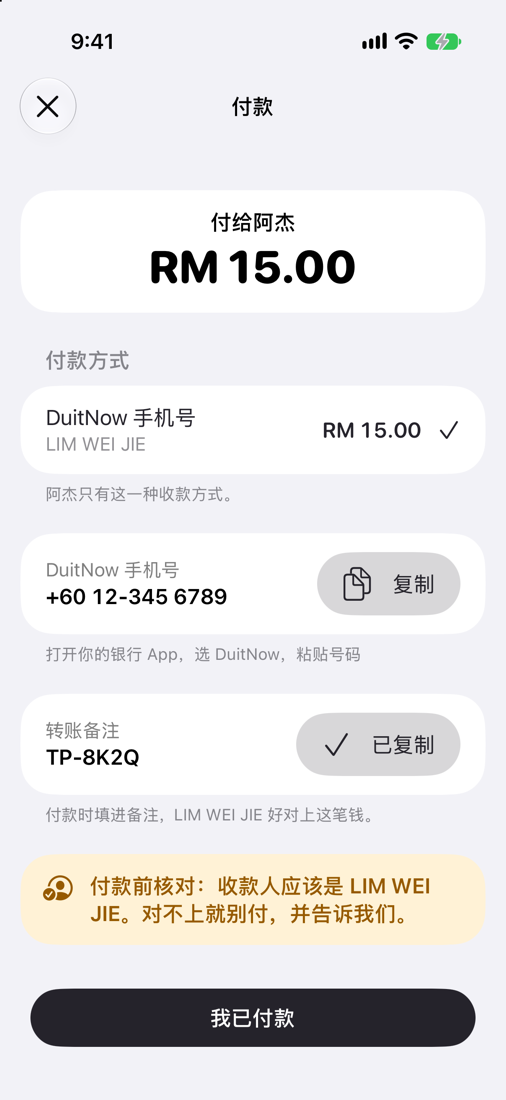 9:41
付款
付给阿杰
RM 15.00
付款方式
DuitNow 手机号
LIM WEI JIE
RM 15.00
阿杰只有这一种收款方式。
DuitNow 手机号
+60 12-345 6789
复制
打开你的银行 App，选 DuitNow，粘贴号码
转账备注
TP-8K2Q
已复制
付款时填进备注，LIM WEI JIE 好对上这笔钱。
付款前核对：收款人应该是 LIM WEI
JIE。对不上就别付，并告诉我们。
我已付款